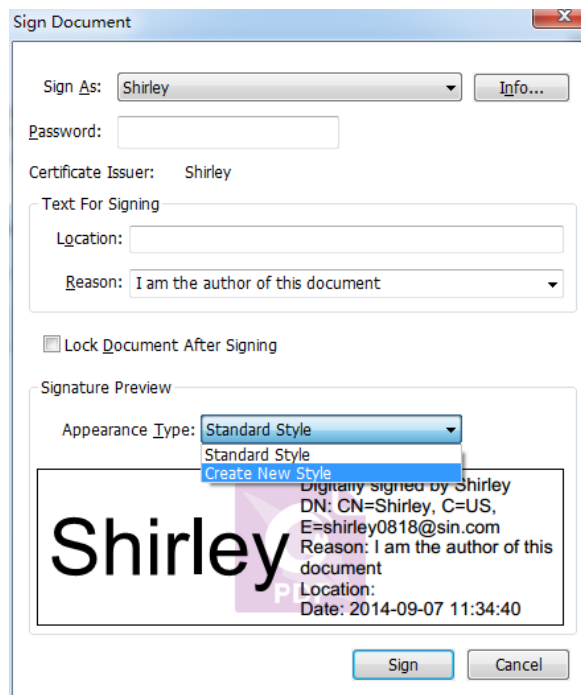 Sign Document
X
Sign As: Shirley Info...
Password:
Certificate Issuer: Shirley
Text For Signing
Location:
Reason: I am the author of this document
Lock Document After Signing
Signature Preview
Appearance Type: Standard Style
Standard Style
Create New Style
Shirley
Digitally signed by Shirley
DN: CN=Shirley, C=US,
E=shirley0818@sin.com
Reason: I am the author of this
document
Location:
Date: 2014-09-07 11:34:40
PDF
Sign Cancel